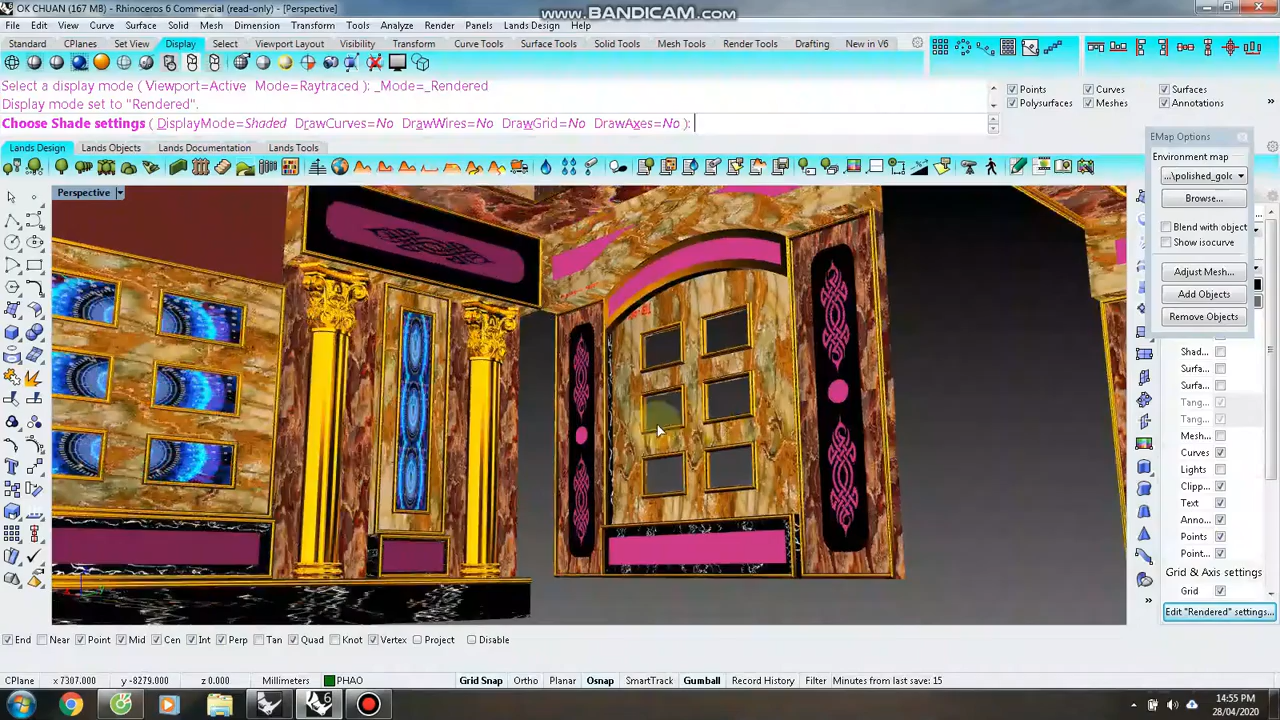 OK CHUAN (167 MB) - Rhinoceros 6 Commercial (read-only) - [Perspective]
www.BANDICAM.com
File Edit View Curve Surface Solid Mesh Dimension Transform Tools Analyze Render Panels Lands Design Help
Standard CPlanes Set View Display Select Viewport Layout Visibility Transform Curve Tools Surface Tools Solid Tools Mesh Tools Render Tools Drafting New in V
Select a display mode ( Viewport=Active Mode=Raytraced ): _Mode=_Rendered
Display mode set to "Rendered".
Choose Shade settings ( DisplayMode=Shaded DrawCurves=No DrawWires=No DrawGrid=No DrawAxes=No ):
Points Curves Surfaces
Polysurfaces Meshes Annotations
Lands Design Lands Objects Lands Documentation Lands Tools
Perspective
EMap Options
Environment map
...\polished_gold
Browse...
Blend with object
Show isocurve
Adjust Mesh...
Add Objects
Remove Objects
Shad...
Surfa...
Surfa...
Tang...
Tang...
Mesh...
Curves
Lights
Clipp...
Text
Anno...
Points
Point...
Grid & Axis settings
Grid
Edit "Rendered" settings...
End Near Point Mid Cen Int Perp Tan Quad Knot Vertex Project Disable
CPlane x 7307.000 y -8279.000 z 0.000 Millimeters PHAO Grid Snap Ortho Planar Osnap SmartTrack Gumball Record History Filter Minutes from last save: 15
14:55 PM
28/04/2020